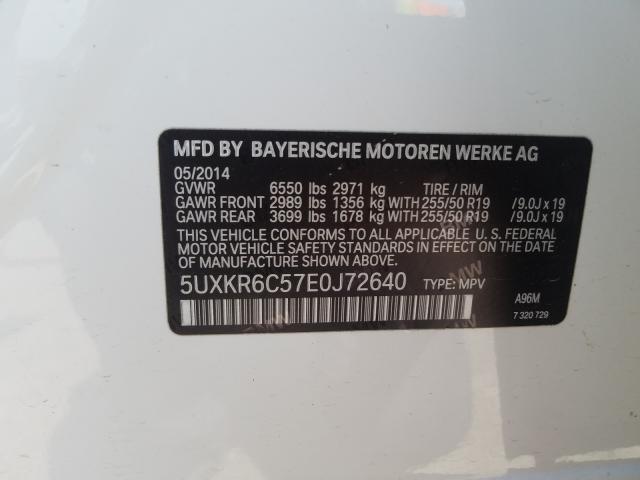 MFD BY BAYERISCHE MOTOREN WERKE AG
05/2014
GVWR 6550 lbs 2971 kg TIRE / RIM
GAWR FRONT 2989 lbs 1356 kg WITH 255/50 R19 /9.0J x 19
GAWR REAR 3699 lbs 1678 kg WITH 255/50 R19 /9.0J x 19
THIS VEHICLE CONFORMS TO ALL APPLICABLE U. S. FEDERAL
MOTOR VEHICLE SAFETY STANDARDS IN EFFECT ON THE DATE
OF MANUFACTURE SHOWN ABOVE.
5UXKR6C57E0J72640 TYPE: MPV
A96M
7 320 729